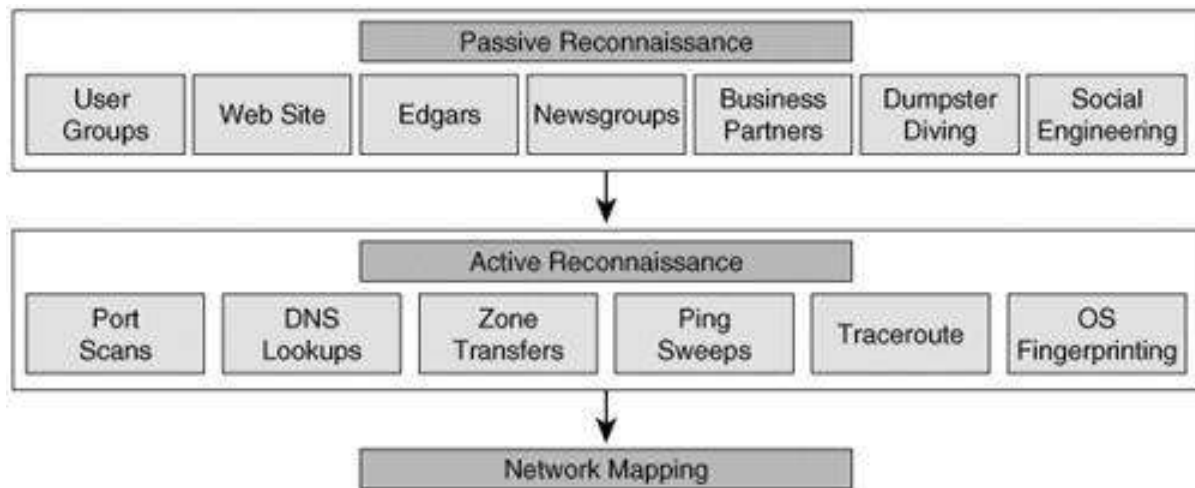 Passive Reconnaissance
User
Groups
Web Site
Edgars
Newsgroups
Business
Partners
Dumpster
Diving
Social
Engineering
Active Reconnaissance
Port
Scans
DNS
Lookups
Zone
Transfers
Ping
Sweeps
Traceroute
OS
Fingerprinting
Network Mapping